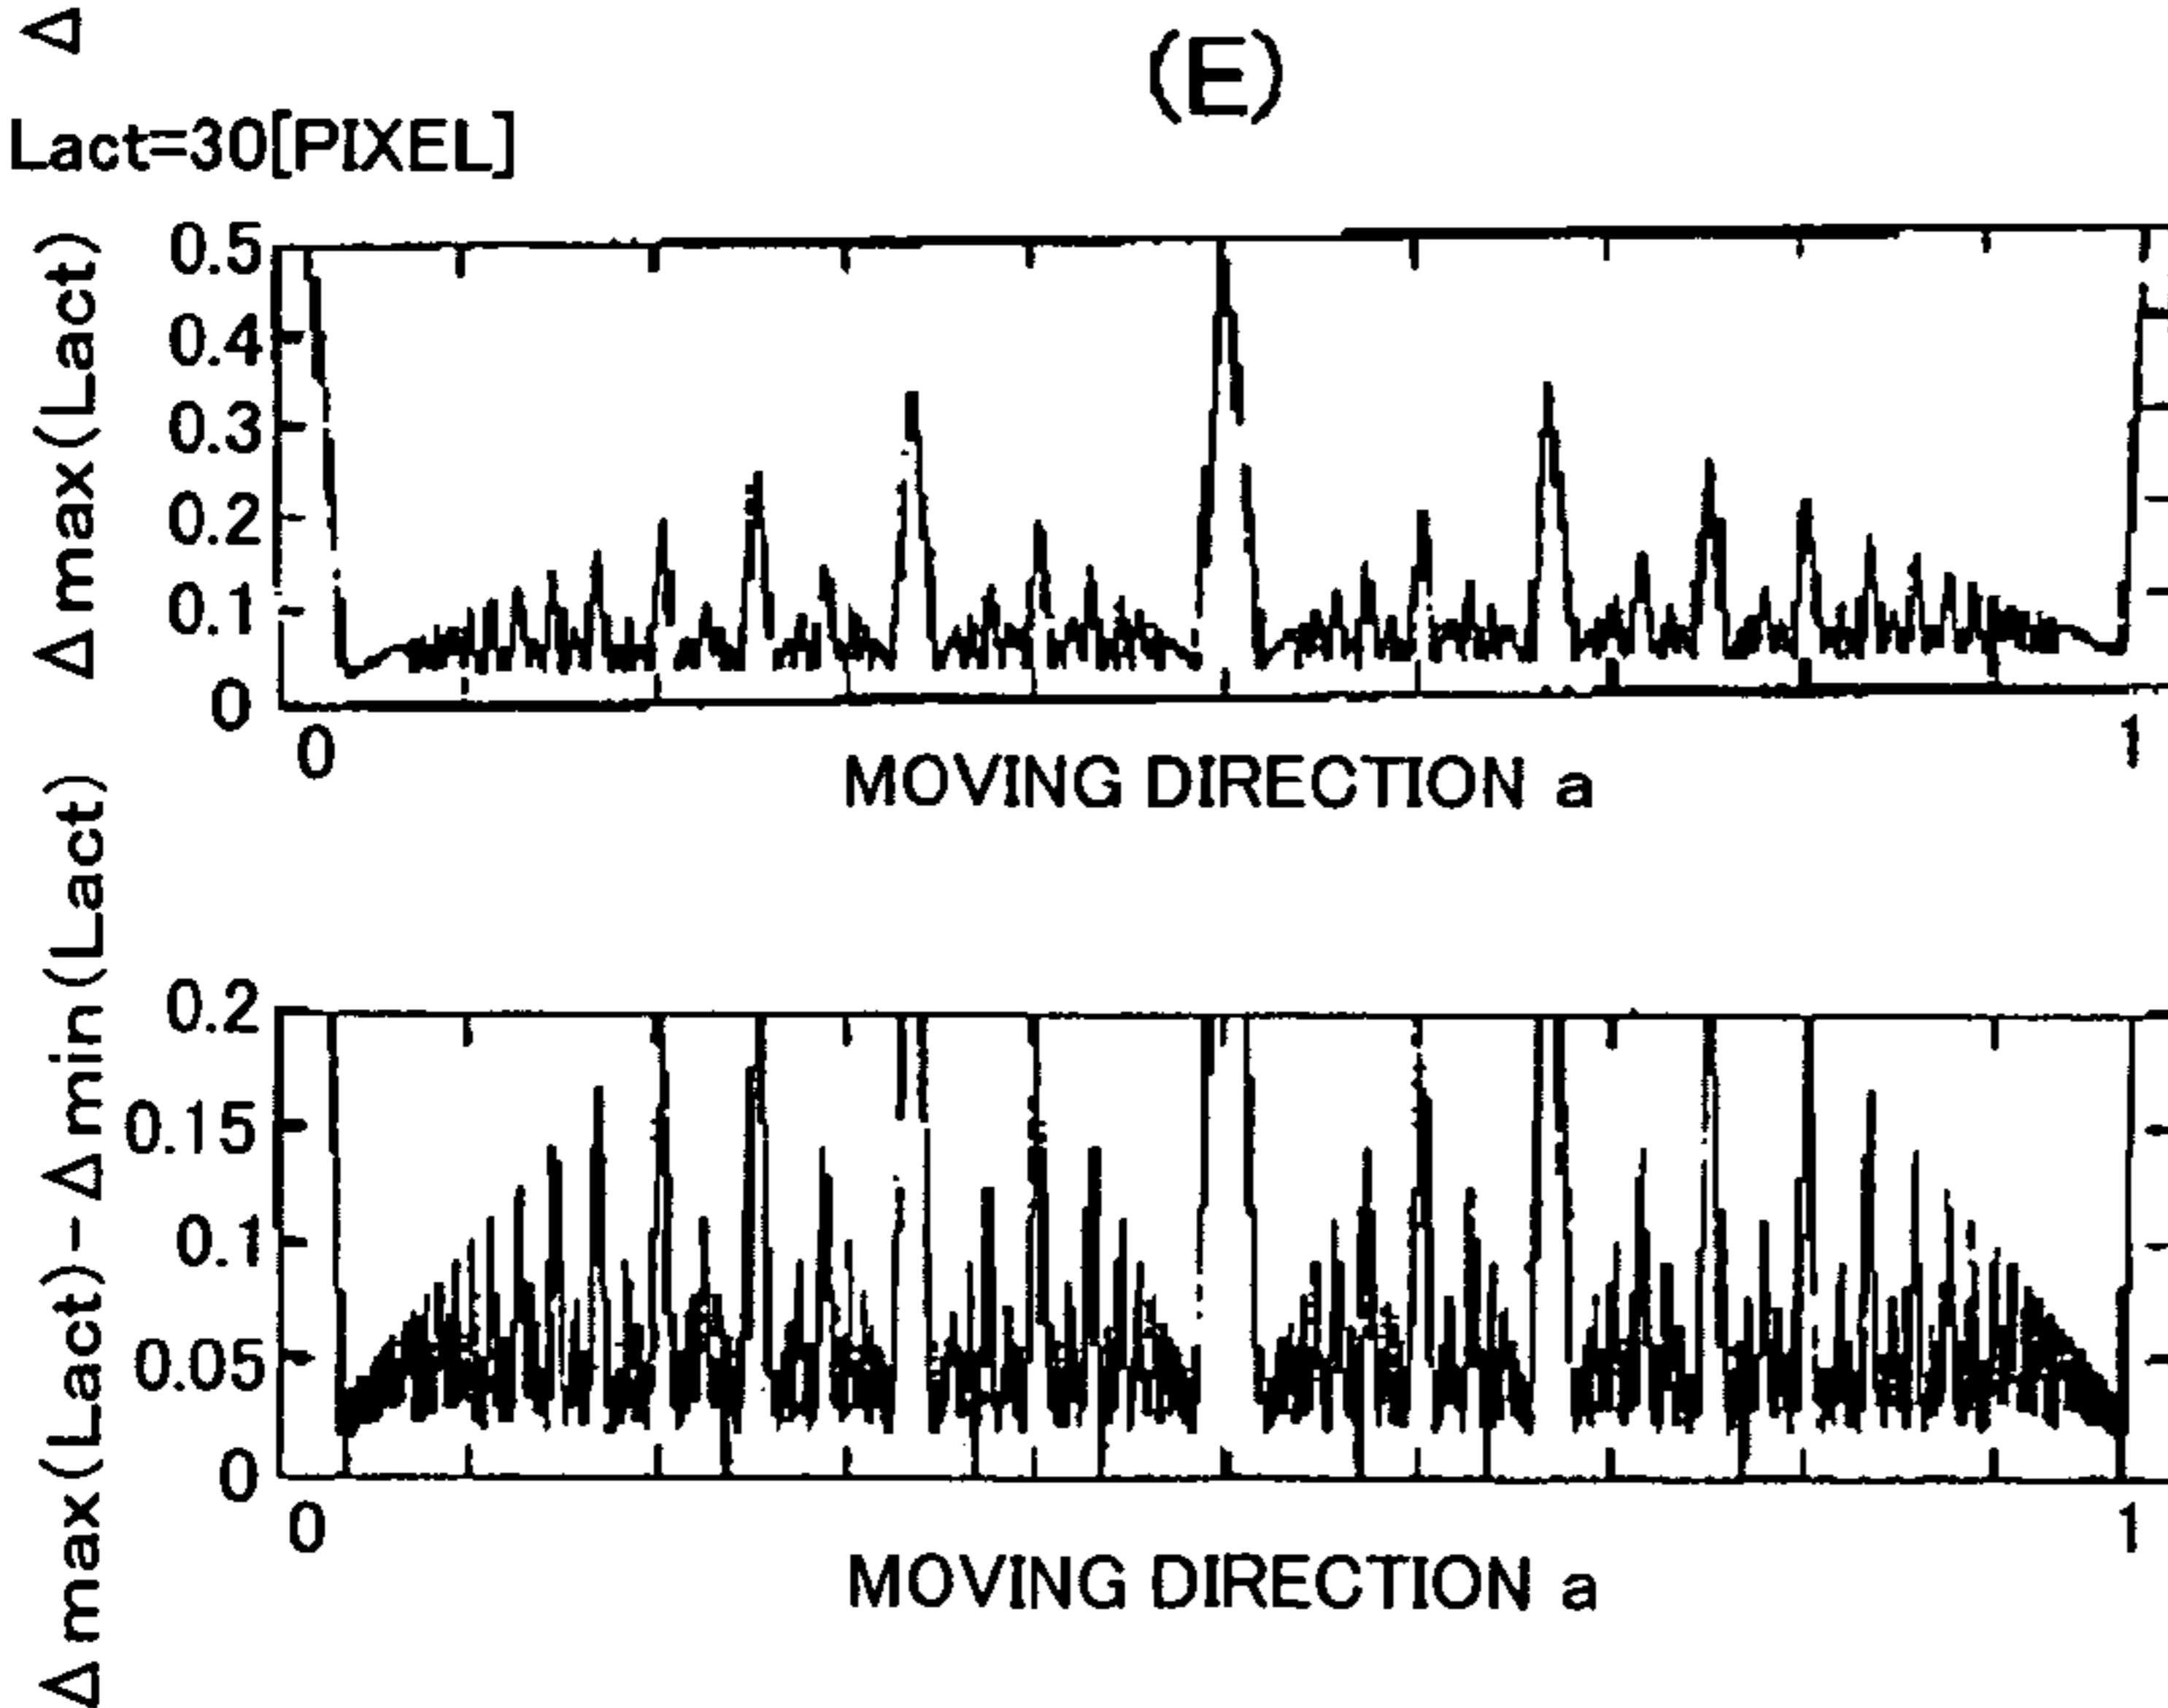 Δ
(E)
Lact=30[PIXEL]
Δmax(Lact)
0.5
0.4
0.3
0.2
0.1
0
0
1
MOVING DIRECTION a
Δmax(Lact)-Δmin(Lact)
0.2
0.15
0.1
0.05
0
0
1
MOVING DIRECTION a